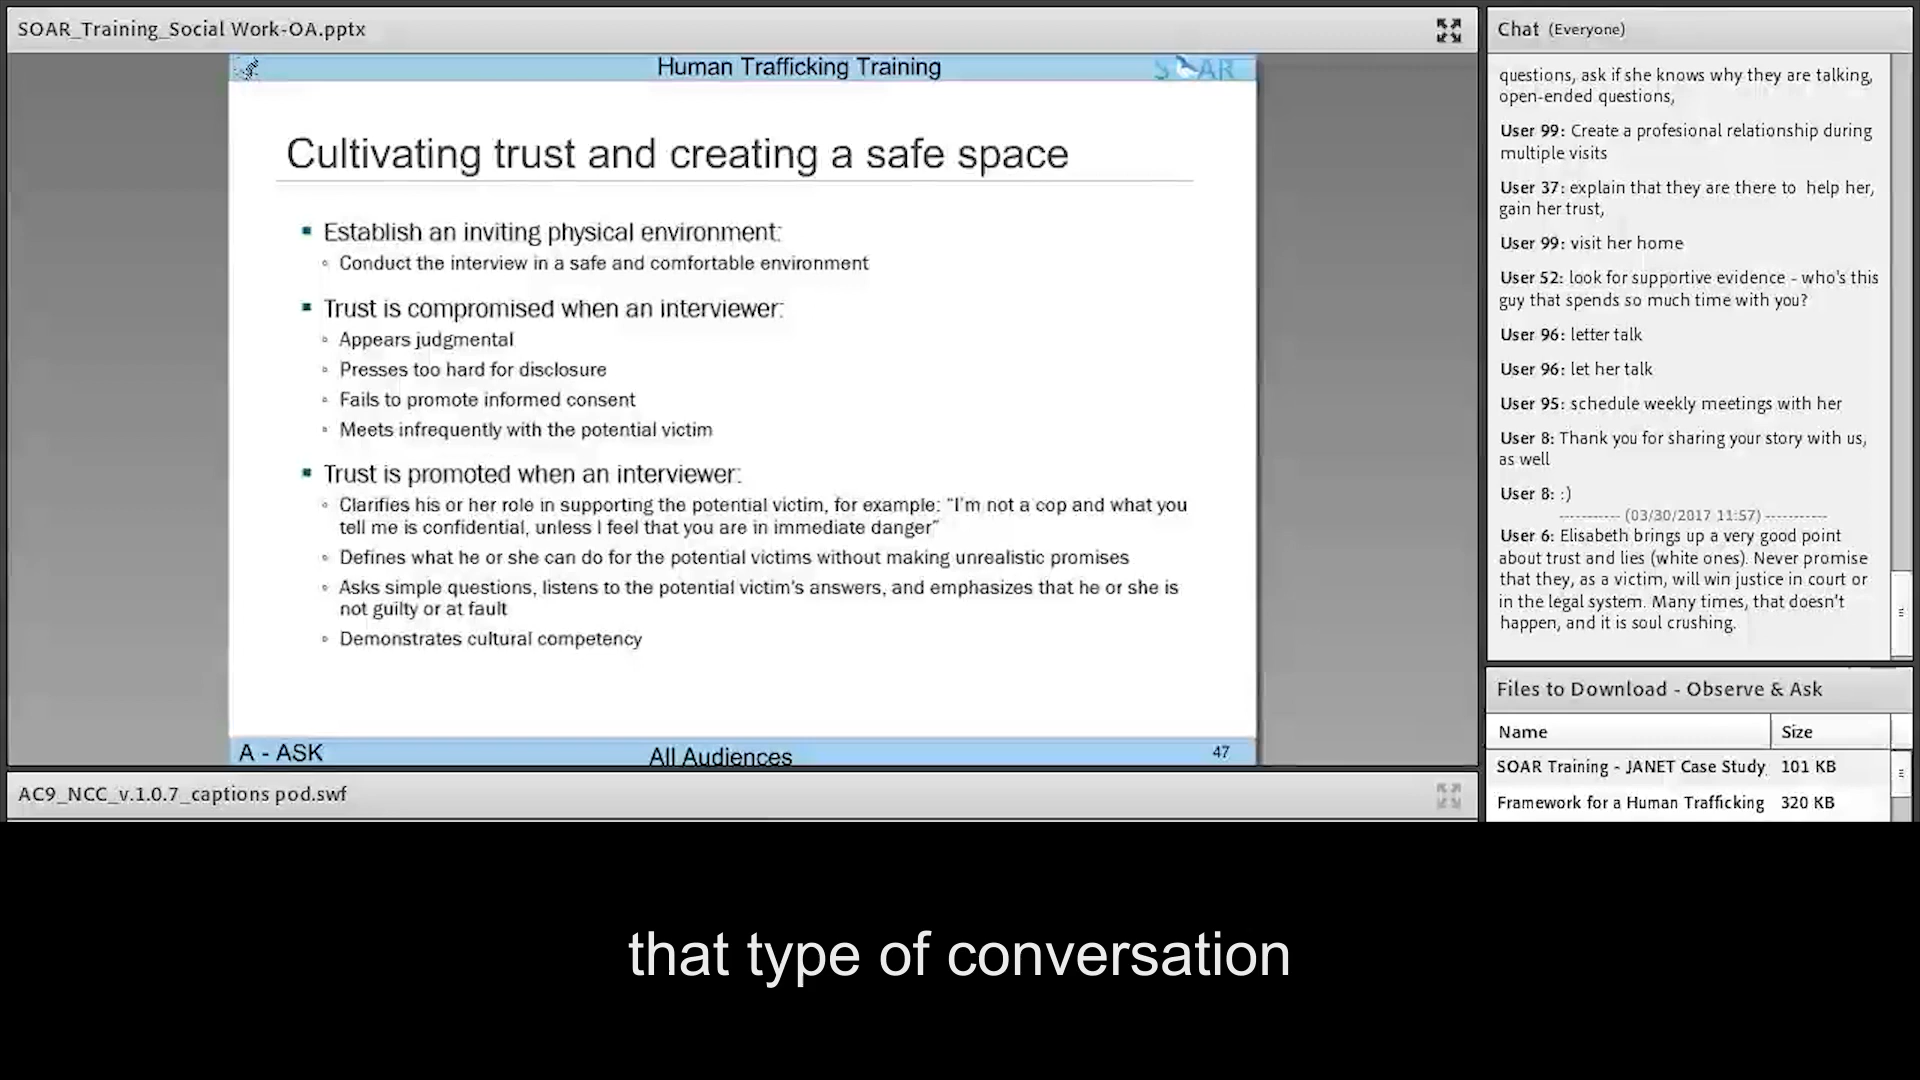 SOAR_Training_Social Work-OA.pptx
Human Trafficking Training
SOAR
Cultivating trust and creating a safe space
▪ Establish an inviting physical environment:
◦ Conduct the interview in a safe and comfortable environment
▪ Trust is compromised when an interviewer:
◦ Appears judgmental
◦ Presses too hard for disclosure
◦ Fails to promote informed consent
◦ Meets infrequently with the potential victim
▪ Trust is promoted when an interviewer:
◦ Clarifies his or her role in supporting the potential victim, for example: “I’m not a cop and what you
tell me is confidential, unless I feel that you are in immediate danger”
◦ Defines what he or she can do for the potential victims without making unrealistic promises
◦ Asks simple questions, listens to the potential victim’s answers, and emphasizes that he or she is
not guilty or at fault
◦ Demonstrates cultural competency
A - ASK
All Audiences
47
AC9_NCC_v.1.0.7_captions pod.swf
that type of conversation
Chat (Everyone)
questions, ask if she knows why they are talking,
open-ended questions,
User 99: Create a profesional relationship during
multiple visits
User 37: explain that they are there to  help her,
gain her trust,
User 99: visit her home
User 52: look for supportive evidence - who's this
guy that spends so much time with you?
User 96: letter talk
User 96: let her talk
User 95: schedule weekly meetings with her
User 8: Thank you for sharing your story with us,
as well
User 8: :)
---------- (03/30/2017 11:57) ----------
User 6: Elisabeth brings up a very good point
about trust and lies (white ones). Never promise
that they, as a victim, will win justice in court or
in the legal system. Many times, that doesn't
happen, and it is soul crushing.
Files to Download - Observe & Ask
Name Size
SOAR Training - JANET Case Study 101 KB
Framework for a Human Trafficking 320 KB